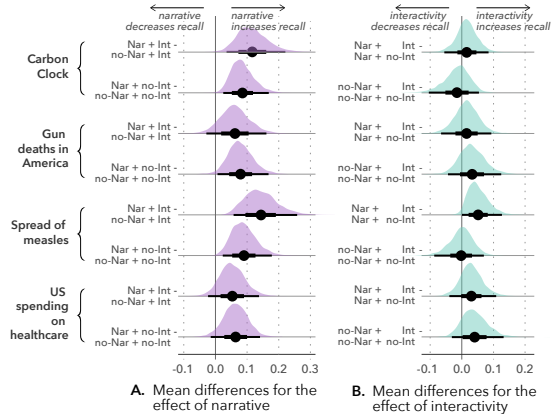 narrative
decreases recall
narrative
increases recall
interactivity
decreases recall
interactivity
increases recall
Carbon
Clock
Nar + Int -
no-Nar + Int
Nar + no-Int -
no-Nar + no-Int
Gun
deaths in
America
Nar + Int -
no-Nar + Int
Nar + no-Int -
no-Nar + no-Int
Spread of
measles
Nar + Int -
no-Nar + Int
Nar + no-Int -
no-Nar + no-Int
US
spending
on
healthcare
Nar + Int -
no-Nar + Int
Nar + no-Int -
no-Nar + no-Int
-0.1 0.0 0.1 0.2 0.3
Nar + Int -
Nar + no-Int
no-Nar + Int -
no-Nar + no-Int
Nar + Int -
Nar + no-Int
no-Nar + Int -
no-Nar + no-Int
Nar + Int -
Nar + no-Int
no-Nar + Int -
no-Nar + no-Int
Nar + Int -
Nar + no-Int
no-Nar + Int -
no-Nar + no-Int
-0.1 0.0 0.1 0.2
A. Mean differences for the
effect of narrative
B. Mean differences for the
effect of interactivity